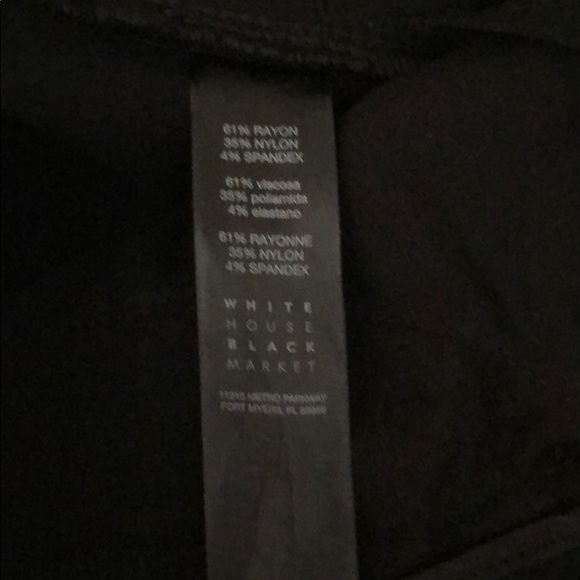 61% RAYON
35% NYLON
4% SPANDEX
61% viscosa
35% poliamida
4% elastano
61% RAYONNE
35% NYLON
4% SPANDEX
WHITE
HOUSE
BLACK
MARKET
METRO PARKWAY
FORT MYERS, FL